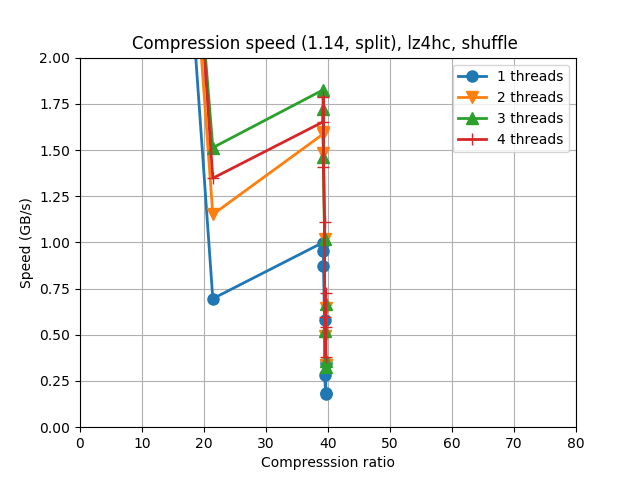 Compression speed (1.14, split), lz4hc, shuffle
2.00
1.75
1.50
1.25
1.00
0.75
0.50
0.25
0.00
Speed (GB/s)
1 threads
2 threads
3 threads
4 threads
0 10 20 30 40 50 60 70 80
Compresssion ratio